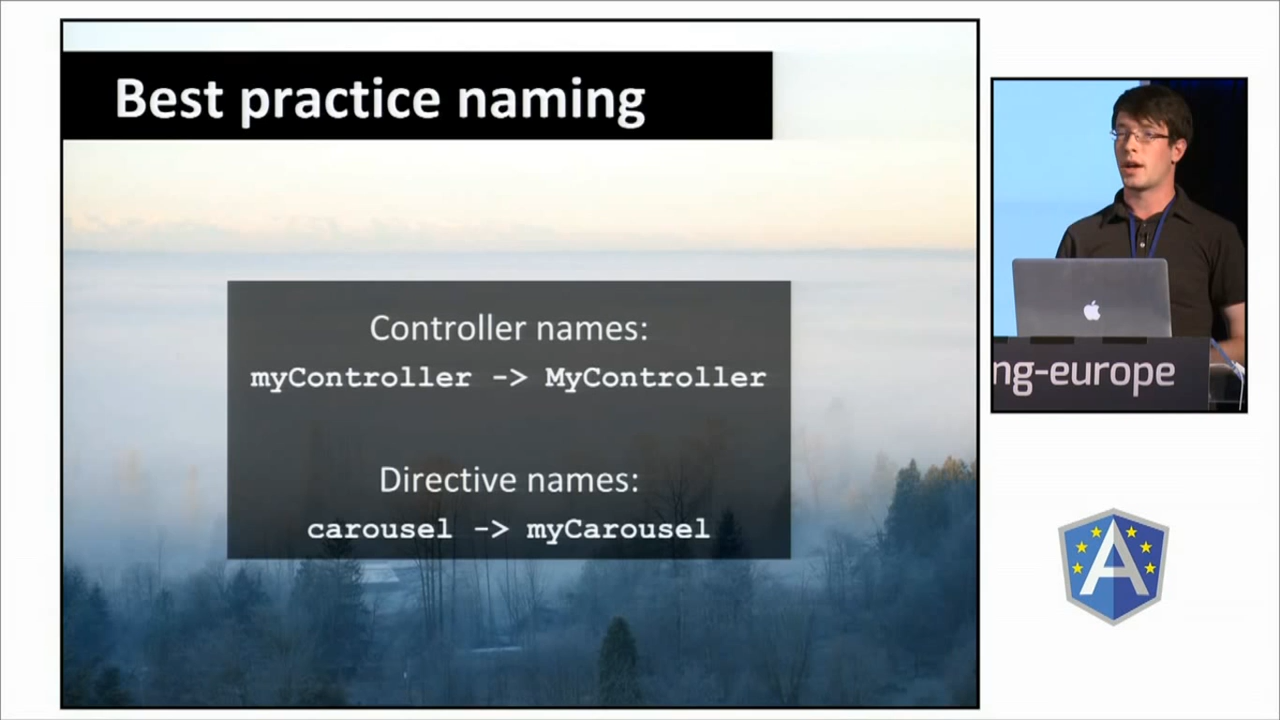 Best practice naming
Controller names:
myController -> MyController
Directive names:
carousel -> myCarousel
ng-europe
A